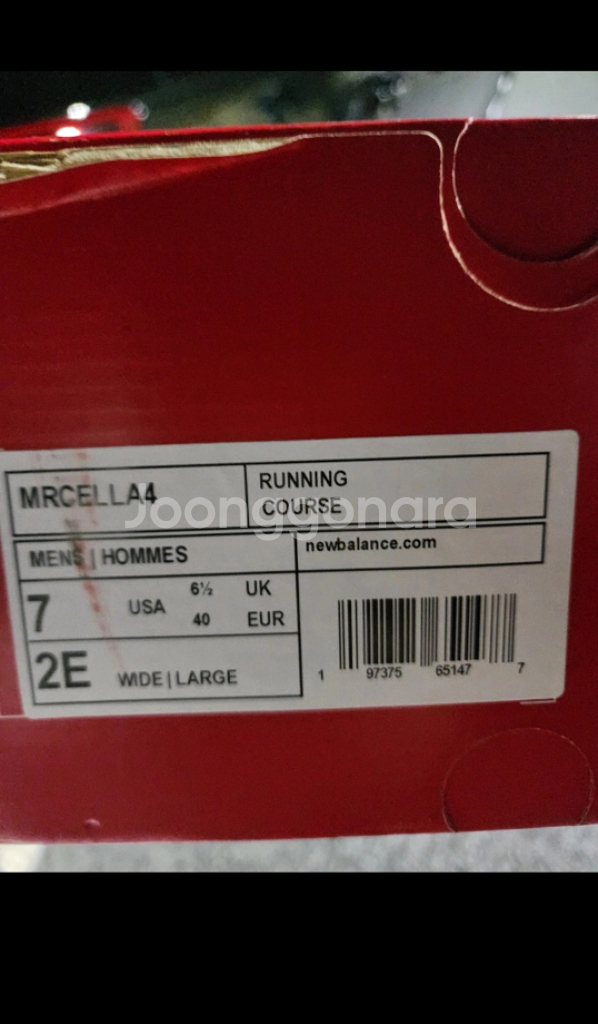 MRCELLA4
RUNNING
COURSE
Joonggonara
MENS | HOMMES
newbalance.com
7 USA 6½ UK
40 EUR
2E WIDE | LARGE
1 97375 65147 7